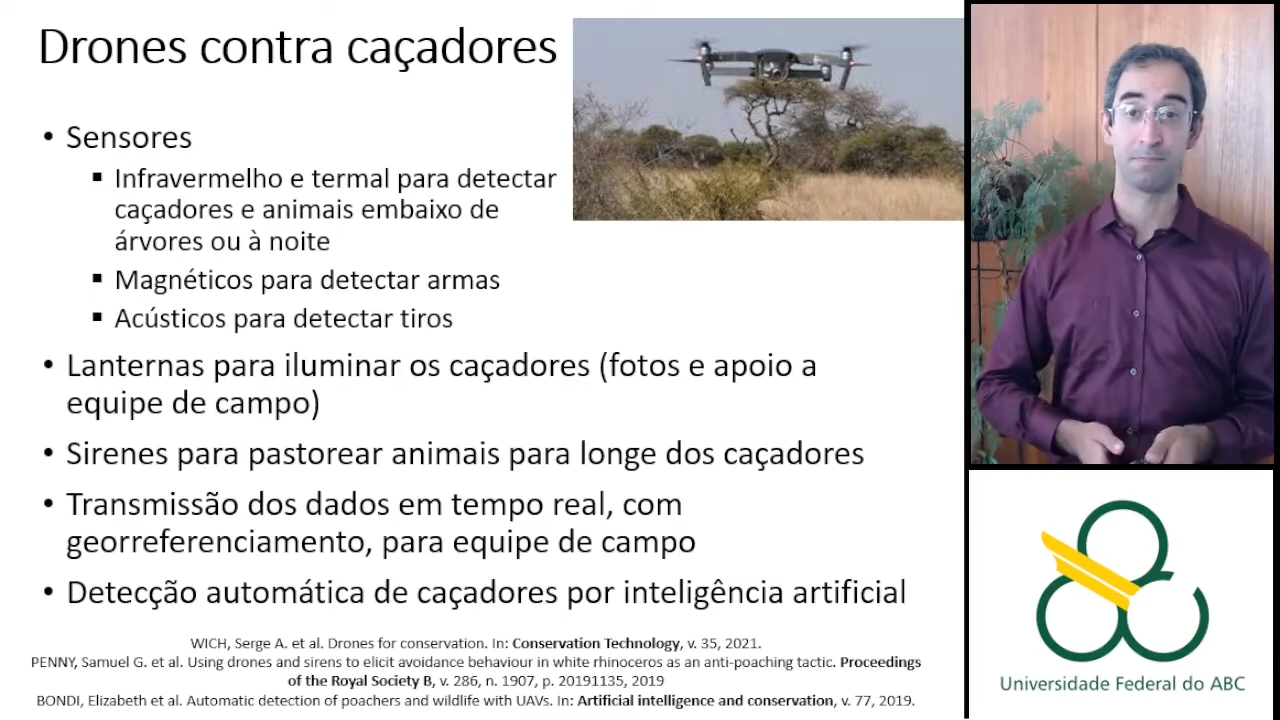 Drones contra caçadores
• Sensores
▪ Infravermelho e termal para detectar
caçadores e animais embaixo de
árvores ou à noite
▪ Magnéticos para detectar armas
▪ Acústicos para detectar tiros
• Lanternas para iluminar os caçadores (fotos e apoio a
equipe de campo)
• Sirenes para pastorear animais para longe dos caçadores
• Transmissão dos dados em tempo real, com
georreferenciamento, para equipe de campo
• Detecção automática de caçadores por inteligência artificial
WICH, Serge A. et al. Drones for conservation. In: Conservation Technology, v. 35, 2021.
PENNY, Samuel G. et al. Using drones and sirens to elicit avoidance behaviour in white rhinoceros as an anti-poaching tactic. Proceedings
of the Royal Society B, v. 286, n. 1907, p. 20191135, 2019
BONDI, Elizabeth et al. Automatic detection of poachers and wildlife with UAVs. In: Artificial intelligence and conservation, v. 77, 2019.
Universidade Federal do ABC